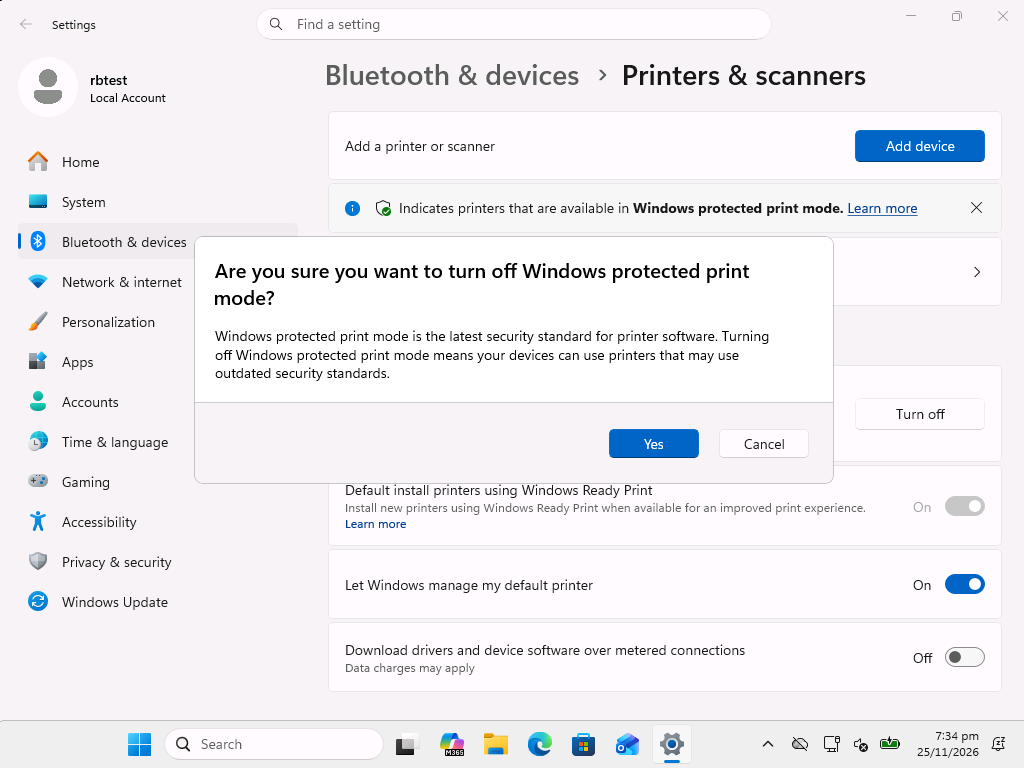 Settings
Find a setting
rbtest
Local Account
Home
System
Bluetooth & devices
Network & internet
Personalization
Apps
Accounts
Time & language
Gaming
Accessibility
Privacy & security
Windows Update
Bluetooth & devices > Printers & scanners
Add a printer or scanner
Add device
Indicates printers that are available in Windows protected print mode. Learn more
Are you sure you want to turn off Windows protected print
mode?
Windows protected print mode is the latest security standard for printer software. Turning
off Windows protected print mode means your devices can use printers that may use
outdated security standards.
Yes
Cancel
Turn off
Default install printers using Windows Ready Print
Install new printers using Windows Ready Print when available for an improved print experience.
Learn more
On
Let Windows manage my default printer
On
Download drivers and device software over metered connections
Data charges may apply
Off
Search
M365
7:34 pm
25/11/2026